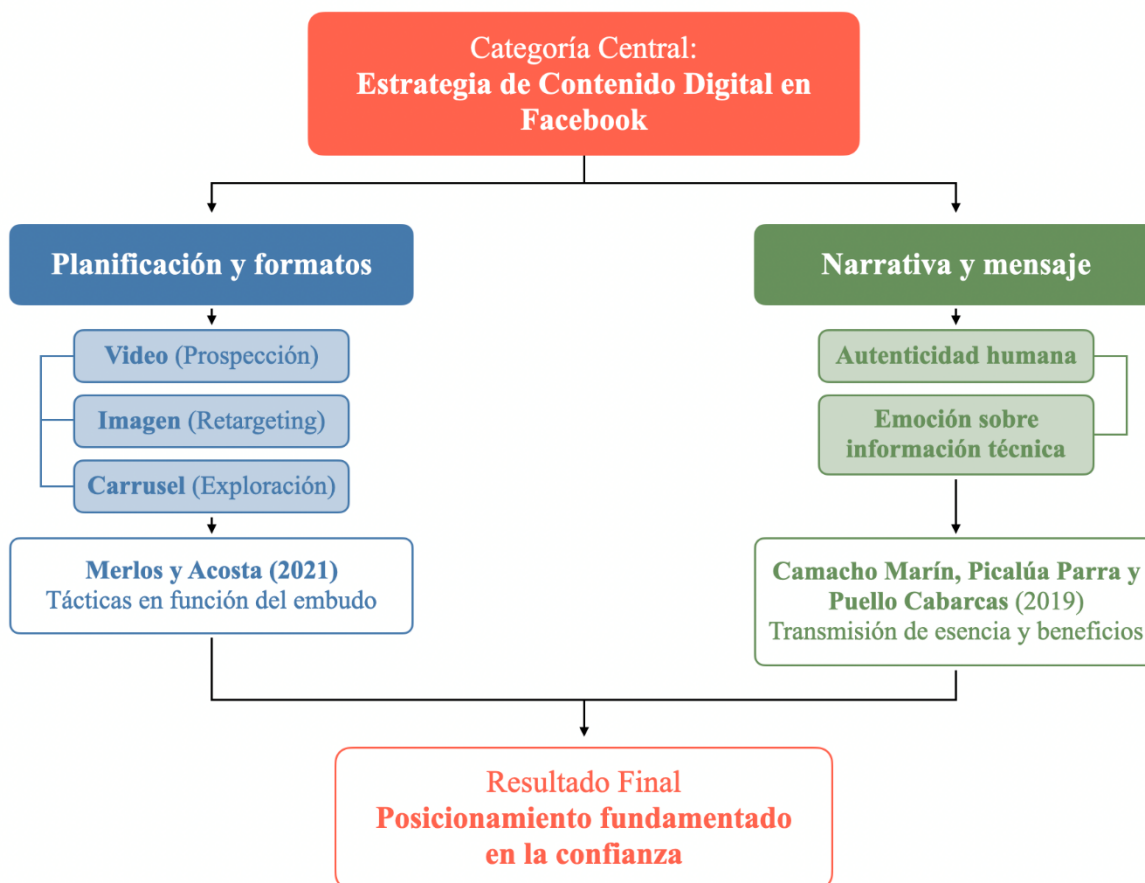 Categoría Central:
Estrategia de Contenido Digital en
Facebook
Planificación y formatos
Video (Prospección)
Imagen (Retargeting)
Carrusel (Exploración)
Merlos y Acosta (2021)
Tácticas en función del embudo
Narrativa y mensaje
Autenticidad humana
Emoción sobre
información técnica
Camacho Marín, Picalúa Parra y
Puello Cabarcas (2019)
Transmisión de esencia y beneficios
Resultado Final
Posicionamiento fundamentado
en la confianza